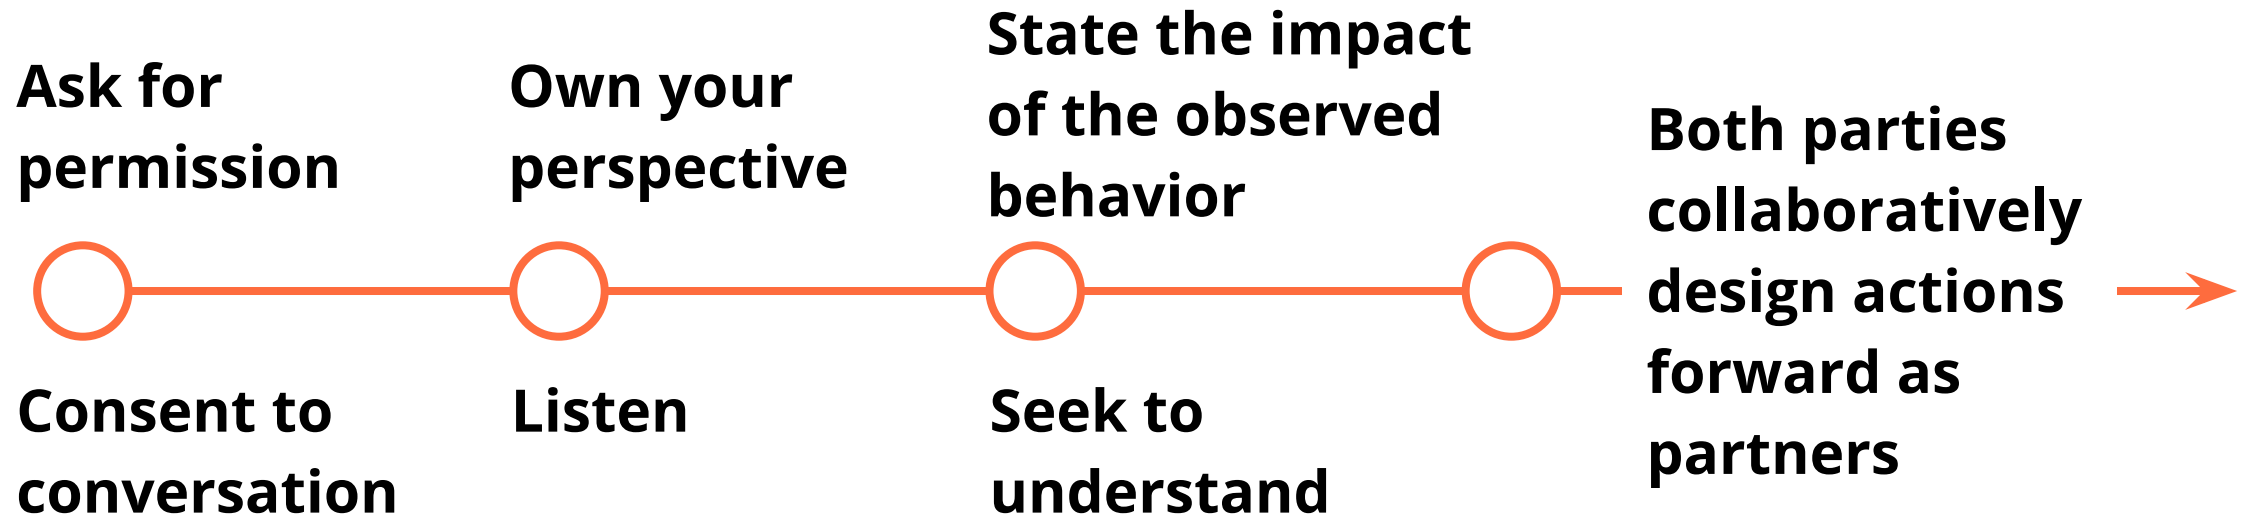 Ask for
permission
Own your
perspective
State the impact
of the observed
behavior
Both parties
collaboratively
design actions
forward as
partners
Consent to
conversation
Listen
Seek to
understand